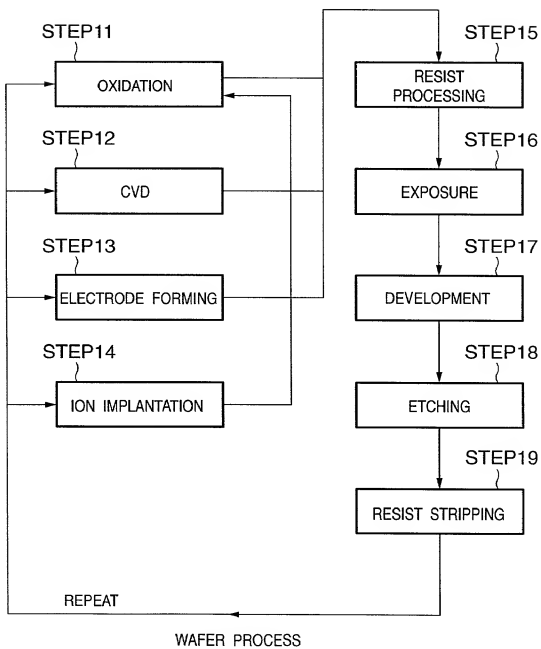 STEP11
OXIDATION
STEP12
CVD
STEP13
ELECTRODE FORMING
STEP14
ION IMPLANTATION
STEP15
RESIST
PROCESSING
STEP16
EXPOSURE
STEP17
DEVELOPMENT
STEP18
ETCHING
STEP19
RESIST STRIPPING
REPEAT
WAFER PROCESS